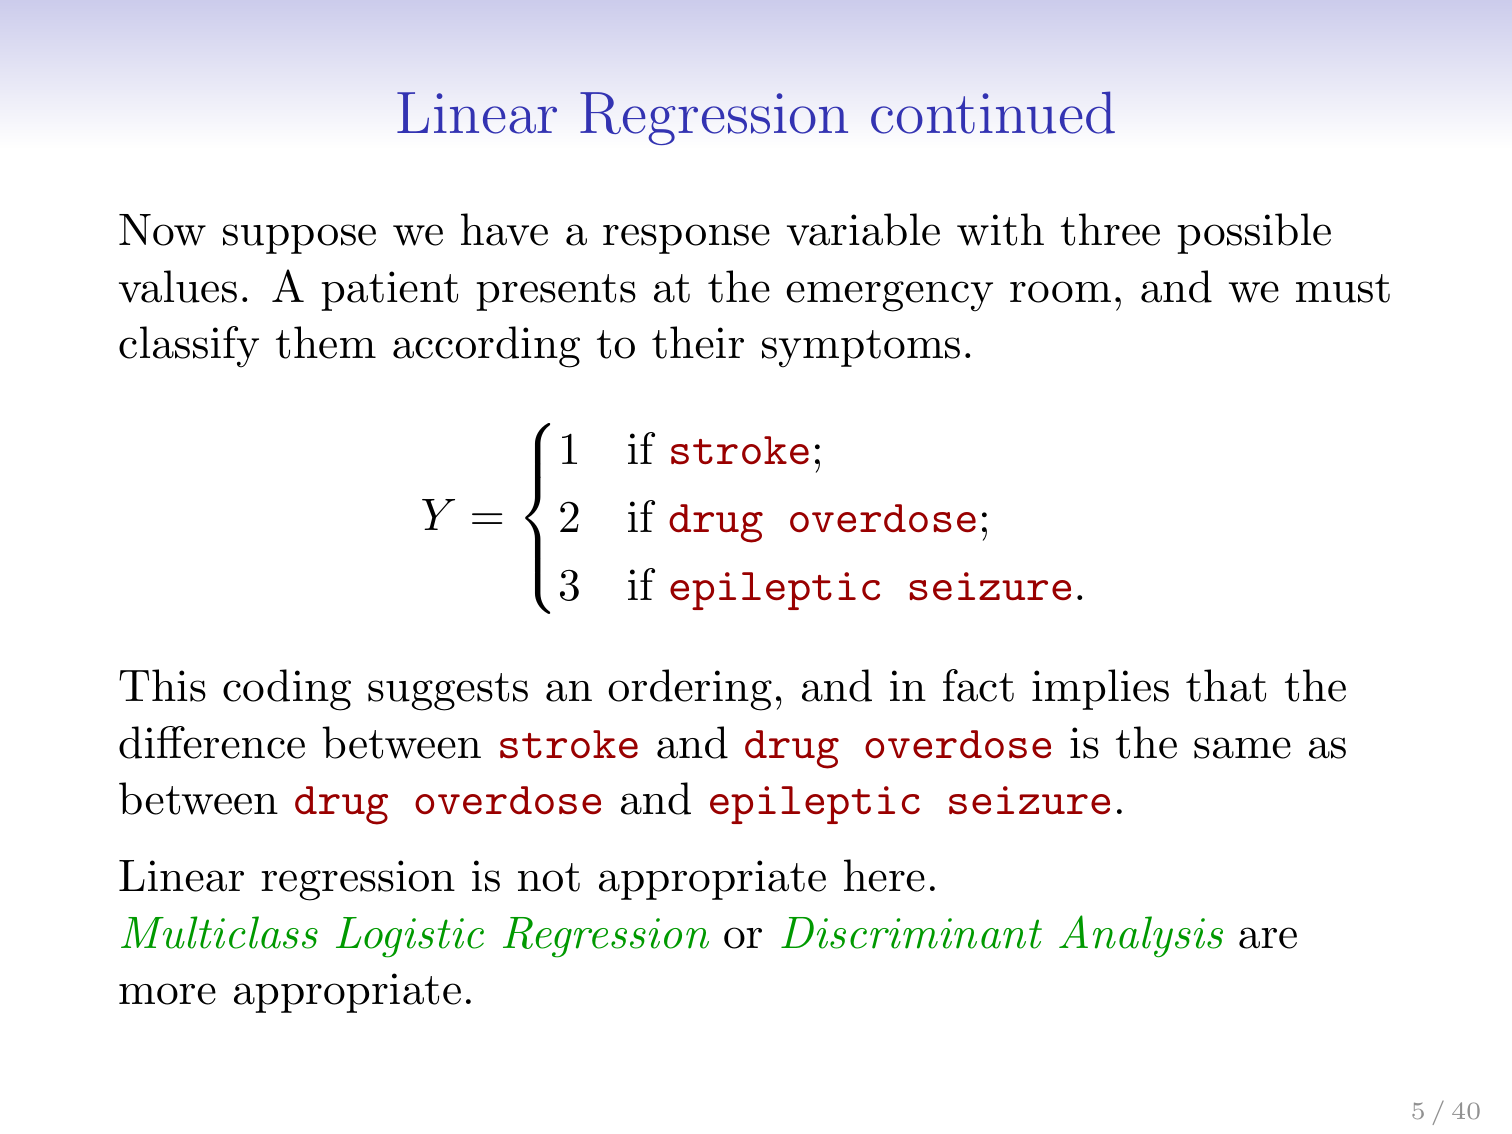 Linear Regression continued
Now suppose we have a response variable with three possible
values. A patient presents at the emergency room, and we must
classify them according to their symptoms.
Y = { 1 if stroke;
2 if drug overdose;
3 if epileptic seizure.
This coding suggests an ordering, and in fact implies that the
difference between stroke and drug overdose is the same as
between drug overdose and epileptic seizure.
Linear regression is not appropriate here.
Multiclass Logistic Regression or Discriminant Analysis are
more appropriate.
5 / 40